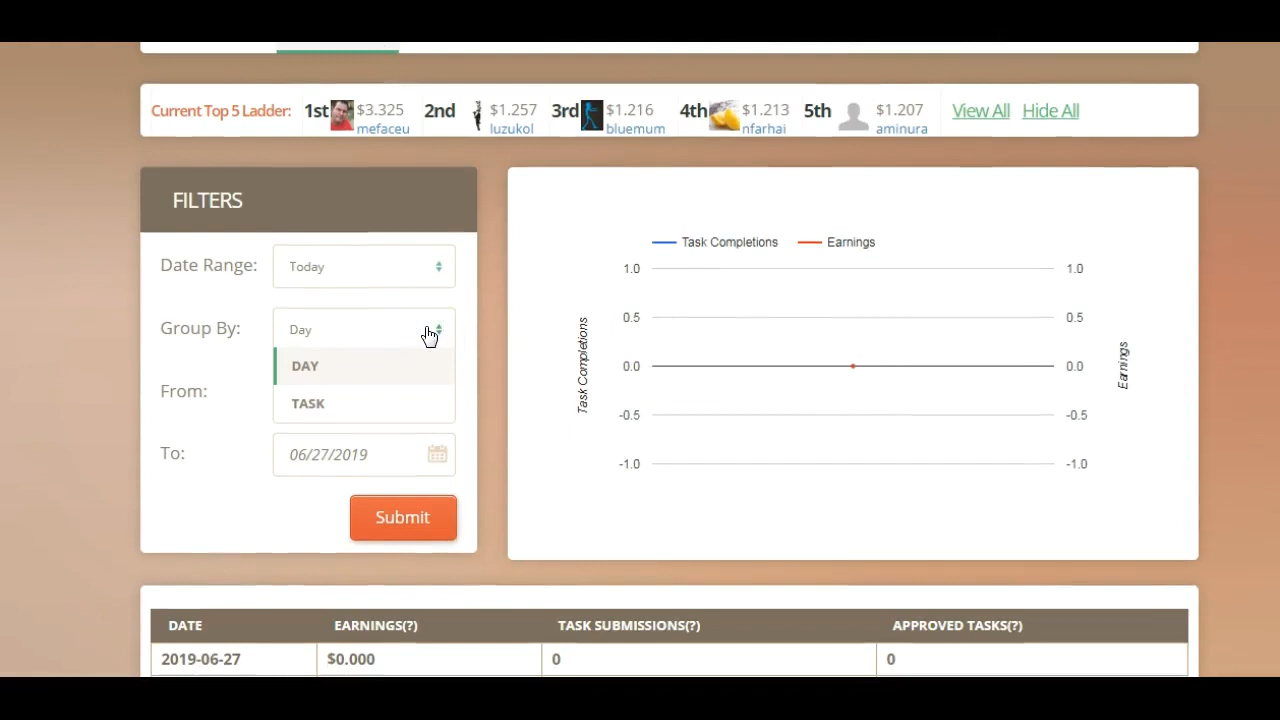 Current Top 5 Ladder: 1st $3.325 mefaceu 2nd $1.257 luzukol 3rd $1.216 bluemum 4th $1.213 nfarhai 5th $1.207 aminura View All Hide All
FILTERS
Date Range: Today
Group By: Day
DAY
TASK
From:
To: 06/27/2019
Submit
Task Completions Earnings
1.0 1.0
0.5 0.5
0.0 0.0
-0.5 -0.5
-1.0 -1.0
Task Completions
Earnings
DATE EARNINGS(?) TASK SUBMISSIONS(?) APPROVED TASKS(?)
2019-06-27 $0.000 0 0